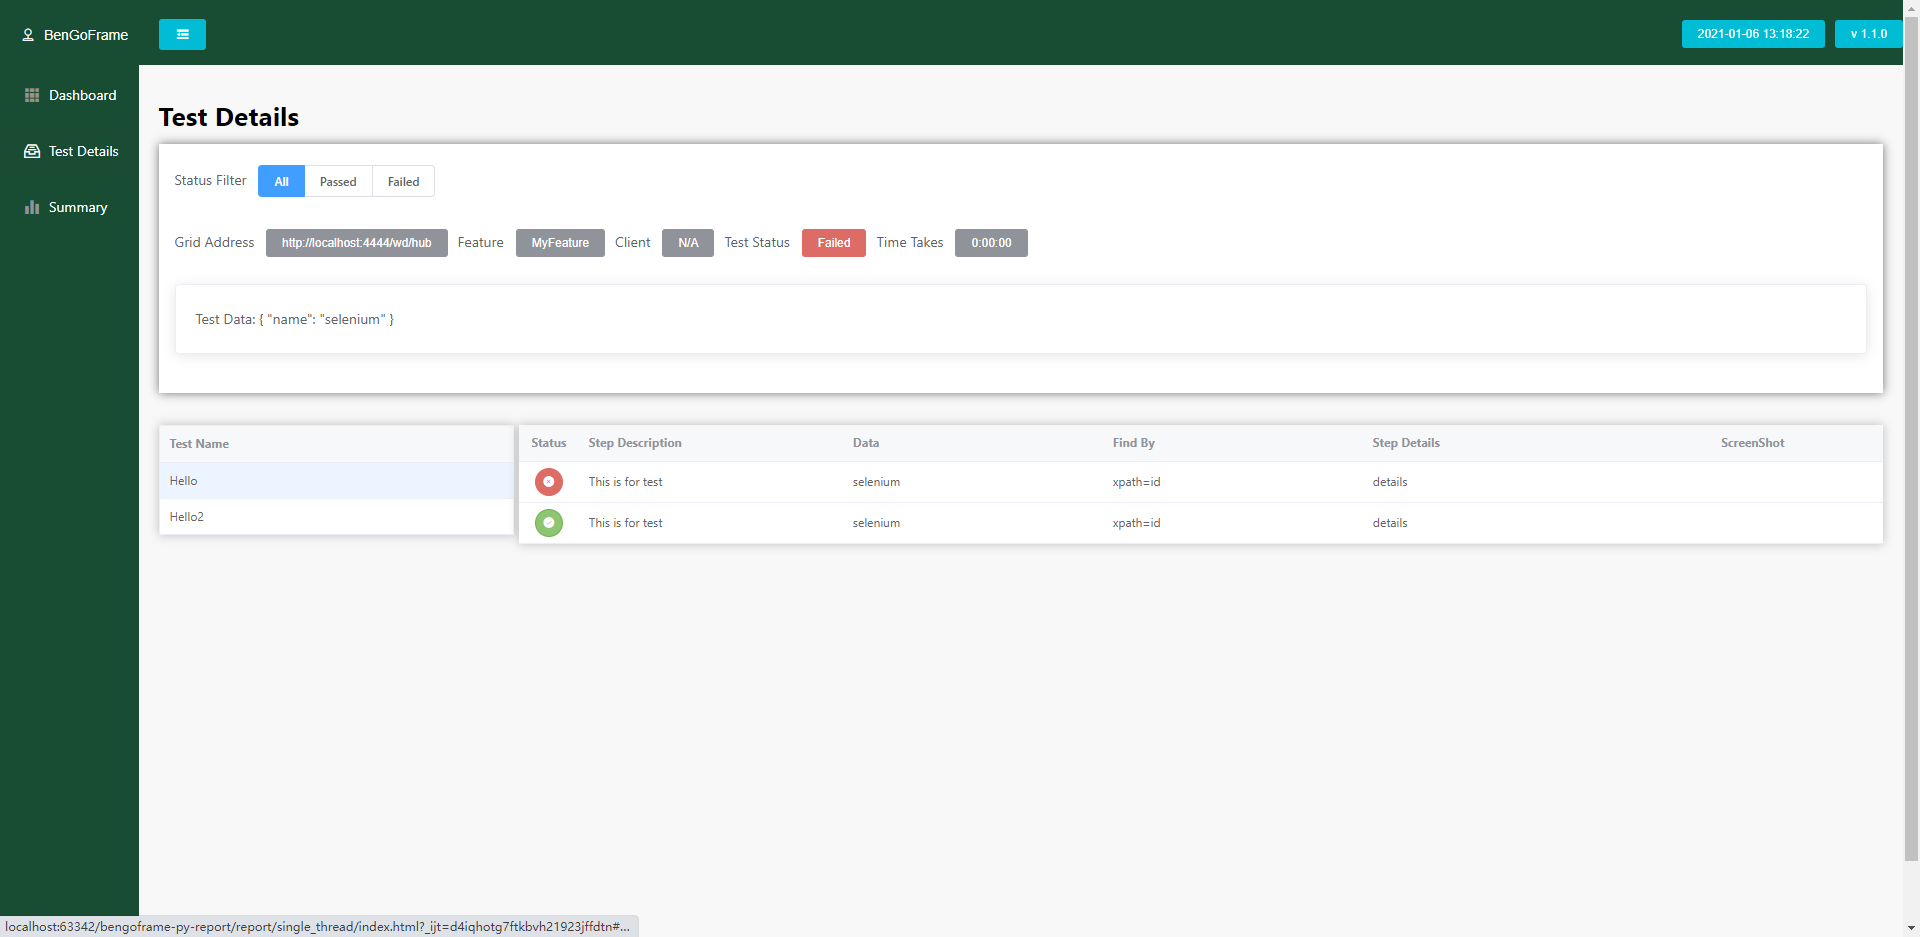 BenGoFrame
2021-01-06 13:18:22
v 1.1.0
Dashboard
Test Details
Summary
Test Details
Status Filter All Passed Failed
Grid Address http://localhost:4444/wd/hub Feature MyFeature Client N/A Test Status Failed Time Takes 0:00:00
Test Data: { "name": "selenium" }
Test Name
Hello
Hello2
Status Step Description Data Find By Step Details ScreenShot
This is for test selenium xpath=id details
This is for test selenium xpath=id details
localhost:63342/bengoframe-py-report/report/single_thread/index.html?_ijt=d4iqhotg7ftkbvh21923jffdtn#...